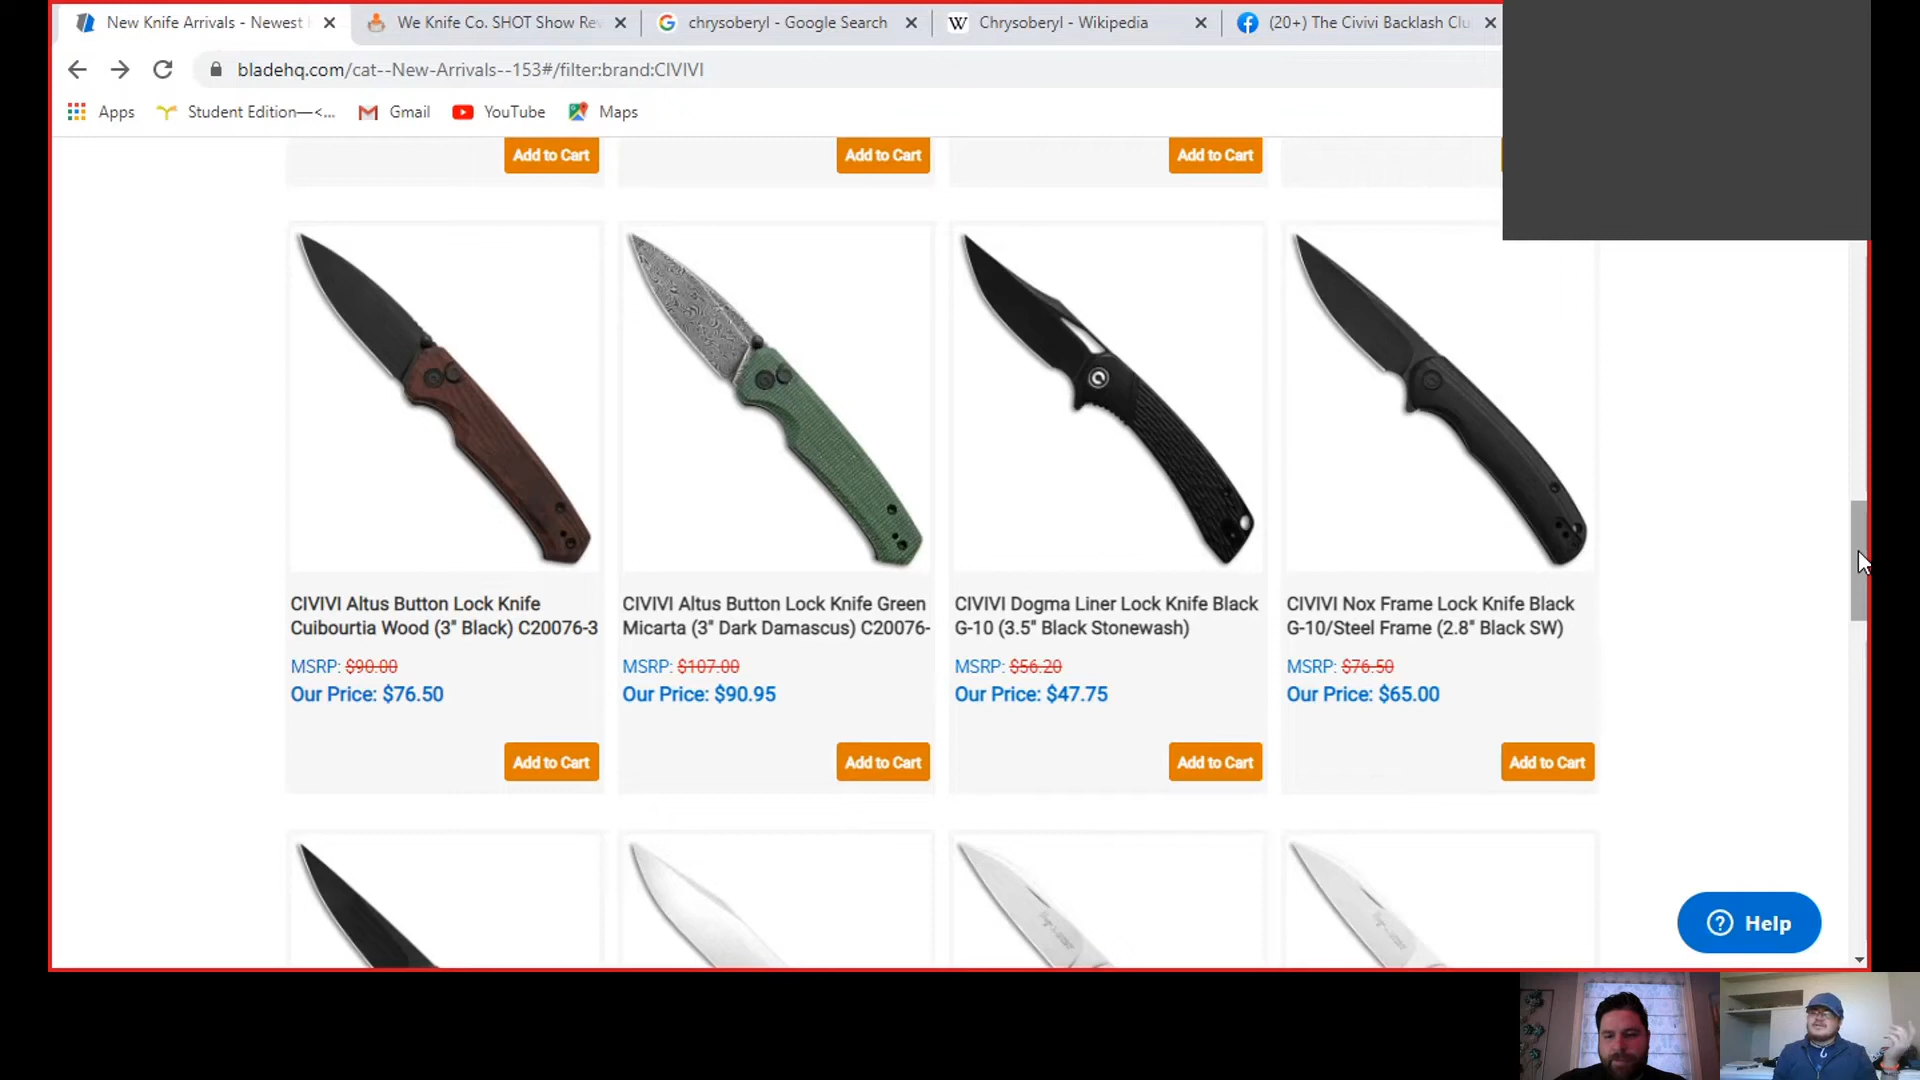 New Knife Arrivals - Newest
We Knife Co. SHOT Show Re
chrysoberyl - Google Search
Chrysoberyl - Wikipedia
(20+) The Civivi Backlash Clu
bladehq.com/cat--New-Arrivals--153#/filter:brand:CIVIVI
Apps
Student Edition—<...
Gmail
YouTube
Maps
Add to Cart
Add to Cart
Add to Cart
CIVIVI Altus Button Lock Knife
Cuibourtia Wood (3" Black) C20076-3
MSRP: $90.00
Our Price: $76.50
Add to Cart
CIVIVI Altus Button Lock Knife Green
Micarta (3" Dark Damascus) C20076-
MSRP: $107.00
Our Price: $90.95
Add to Cart
CIVIVI Dogma Liner Lock Knife Black
G-10 (3.5" Black Stonewash)
MSRP: $56.20
Our Price: $47.75
Add to Cart
CIVIVI Nox Frame Lock Knife Black
G-10/Steel Frame (2.8" Black SW)
MSRP: $76.50
Our Price: $65.00
Add to Cart
Help